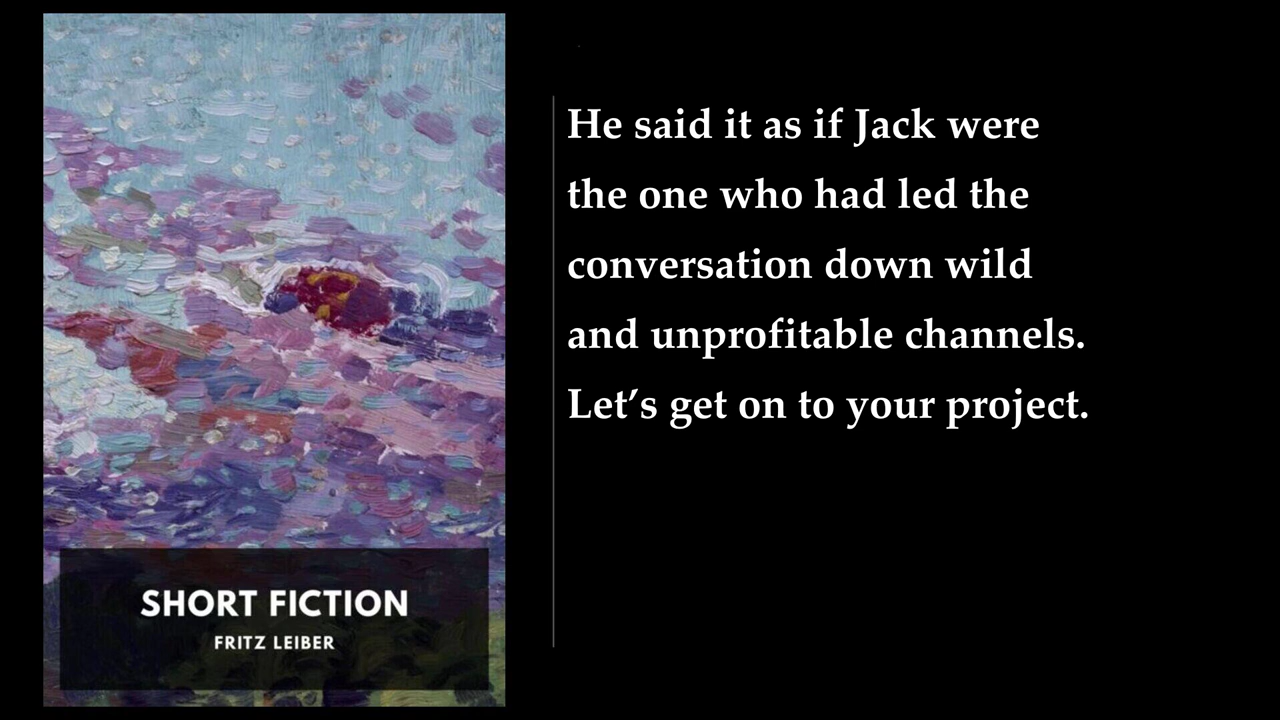 SHORT FICTION
FRITZ LEIBER
He said it as if Jack were
the one who had led the
conversation down wild
and unprofitable channels.
Let’s get on to your project.